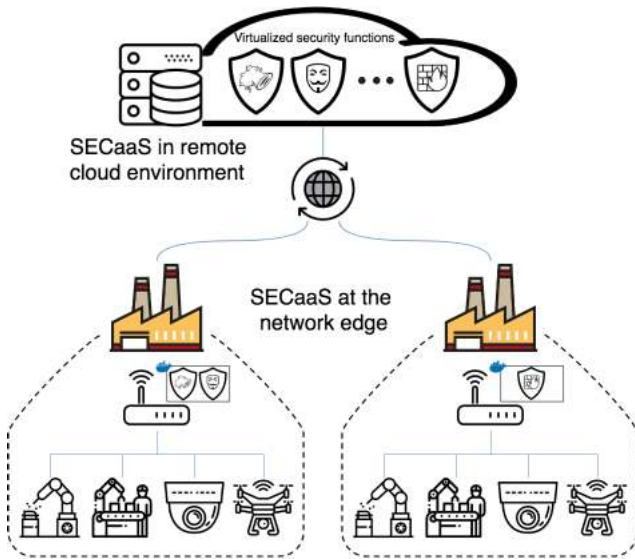 Virtualized security functions
SECaaS in remote
cloud environment
SECaaS at the
network edge